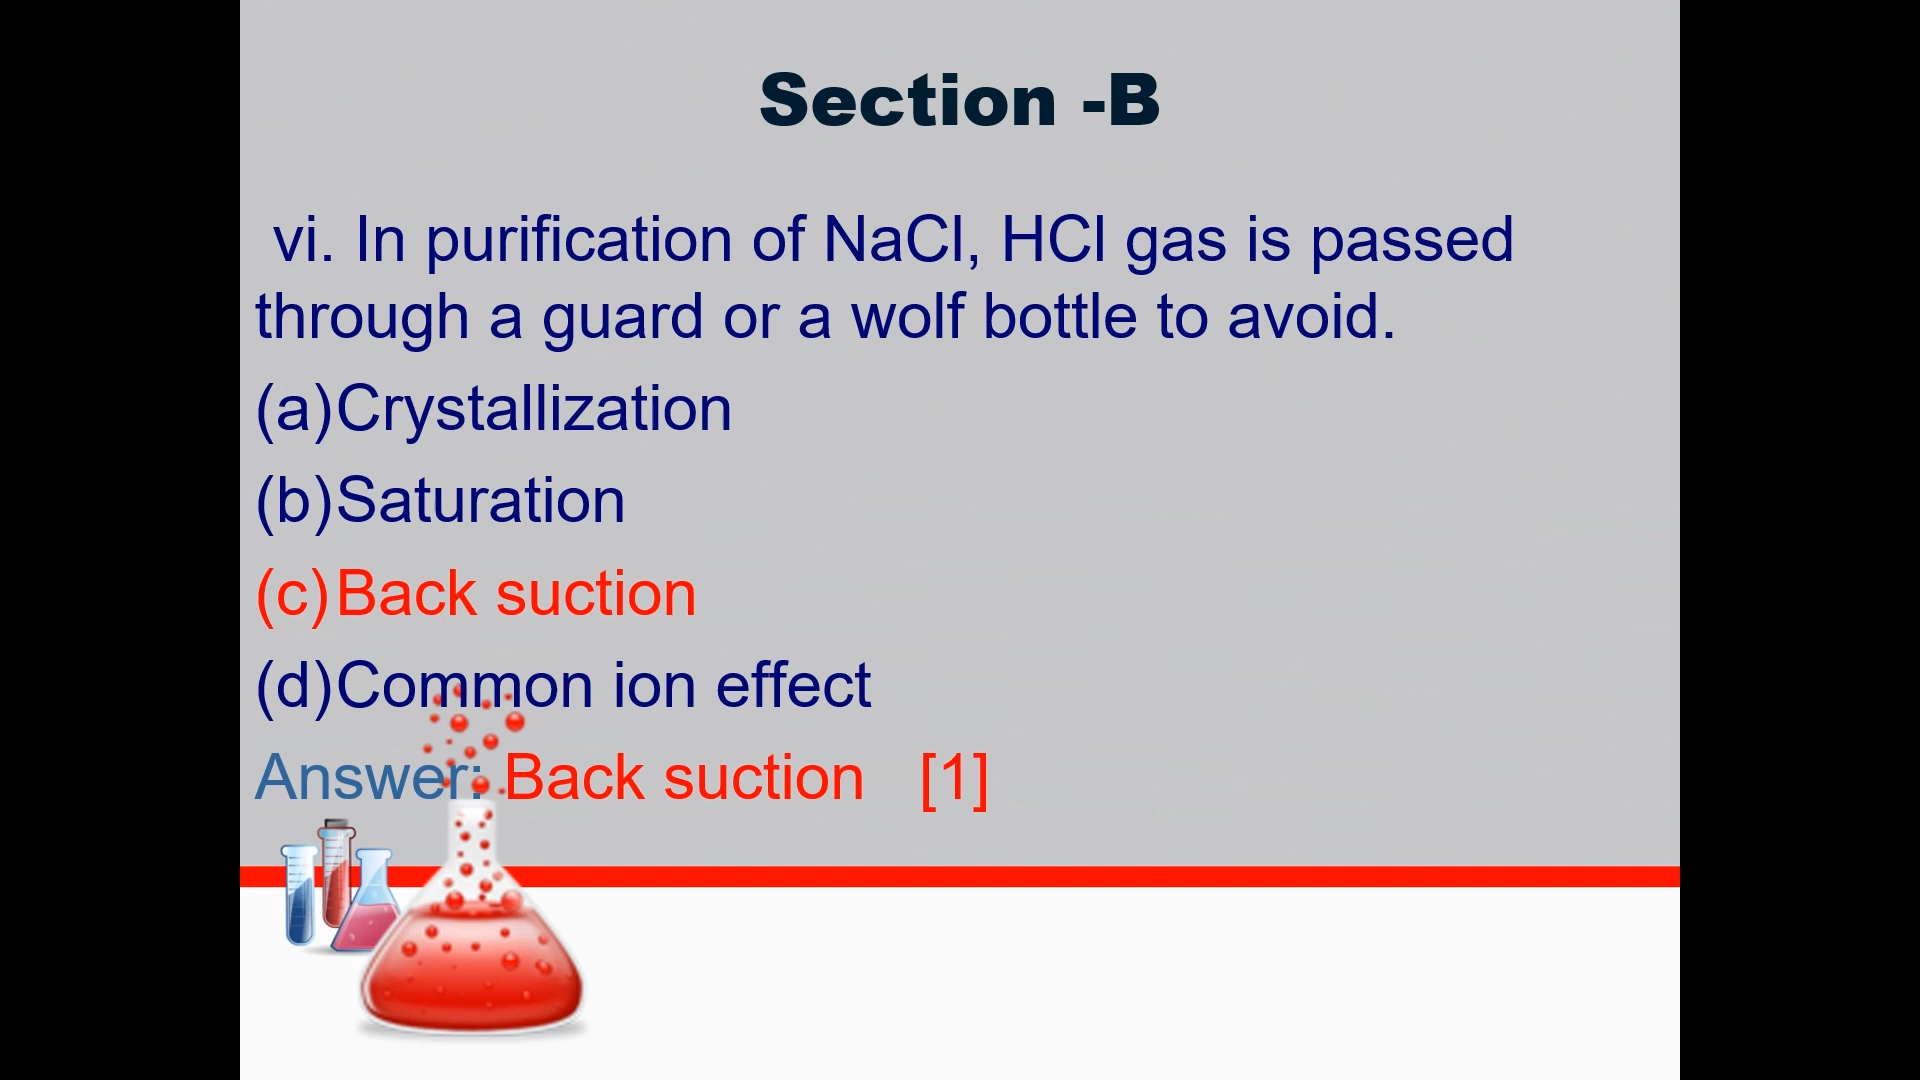 Section -B
vi. In purification of NaCl, HCl gas is passed
through a guard or a wolf bottle to avoid.
(a)Crystallization
(b)Saturation
(c)Back suction
(d)Common ion effect
Answer: Back suction [1]